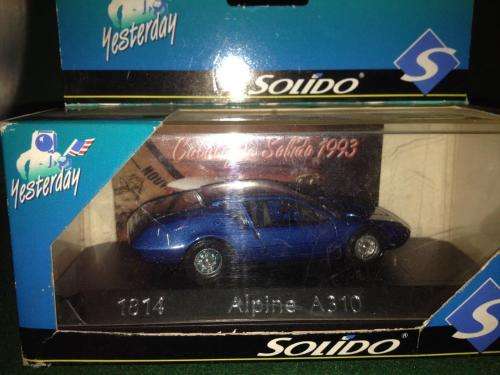 Yesterday
SOLIDO®
S
Solido 1993
Yesterday
1814 Alpine A310
SOLIDO®
S